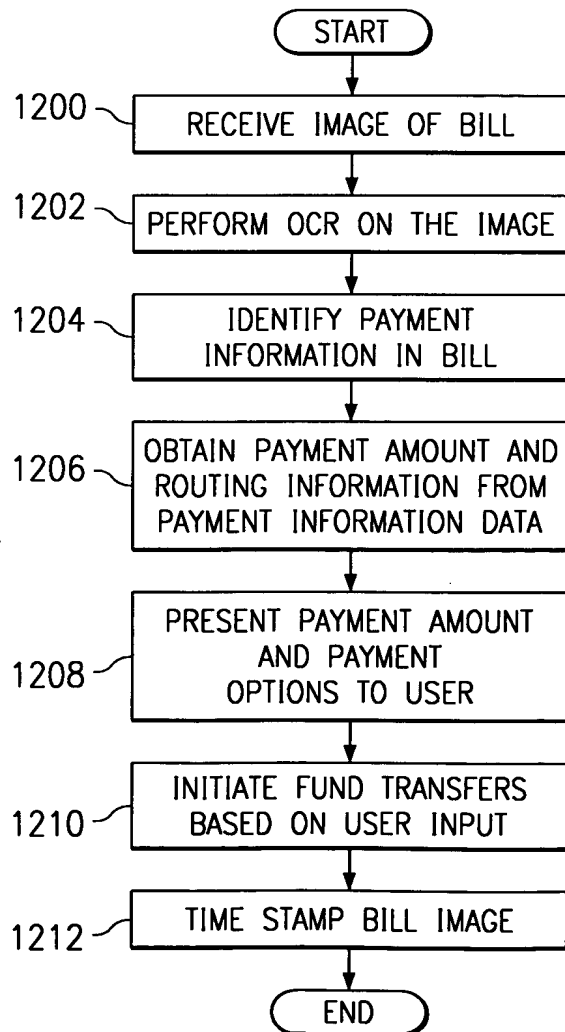 START
1200
RECEIVE IMAGE OF BILL
1202
PERFORM OCR ON THE IMAGE
1204
IDENTIFY PAYMENT
INFORMATION IN BILL
1206
OBTAIN PAYMENT AMOUNT AND
ROUTING INFORMATION FROM
PAYMENT INFORMATION DATA
1208
PRESENT PAYMENT AMOUNT
AND PAYMENT
OPTIONS TO USER
1210
INITIATE FUND TRANSFERS
BASED ON USER INPUT
1212
TIME STAMP BILL IMAGE
END